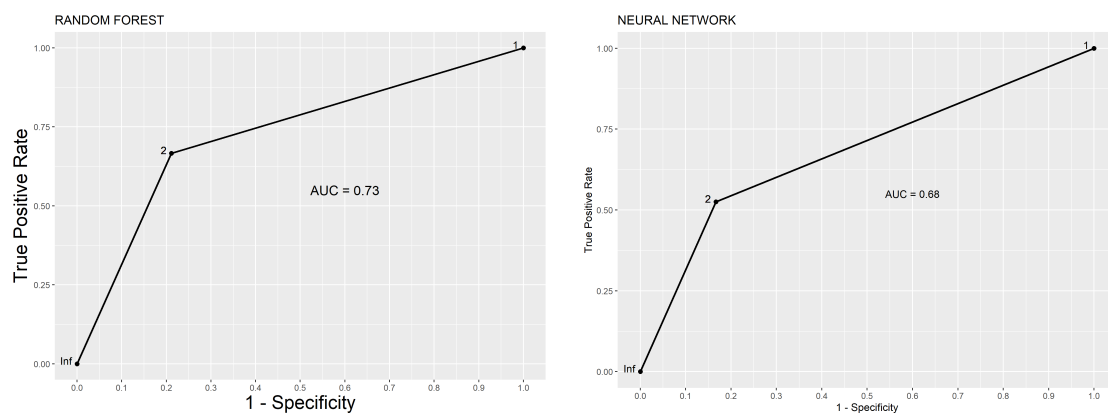 RANDOM FOREST
True Positive Rate
1.00
0.75
0.50
0.25
0.00
1
2
Inf
AUC = 0.73
0.0 0.1 0.2 0.3 0.4 0.5 0.6 0.7 0.8 0.9 1.0
1 - Specificity
NEURAL NETWORK
True Positive Rate
1.00
0.75
0.50
0.25
0.00
1
2
Inf
AUC = 0.68
0.0 0.1 0.2 0.3 0.4 0.5 0.6 0.7 0.8 0.9 1.0
1 - Specificity